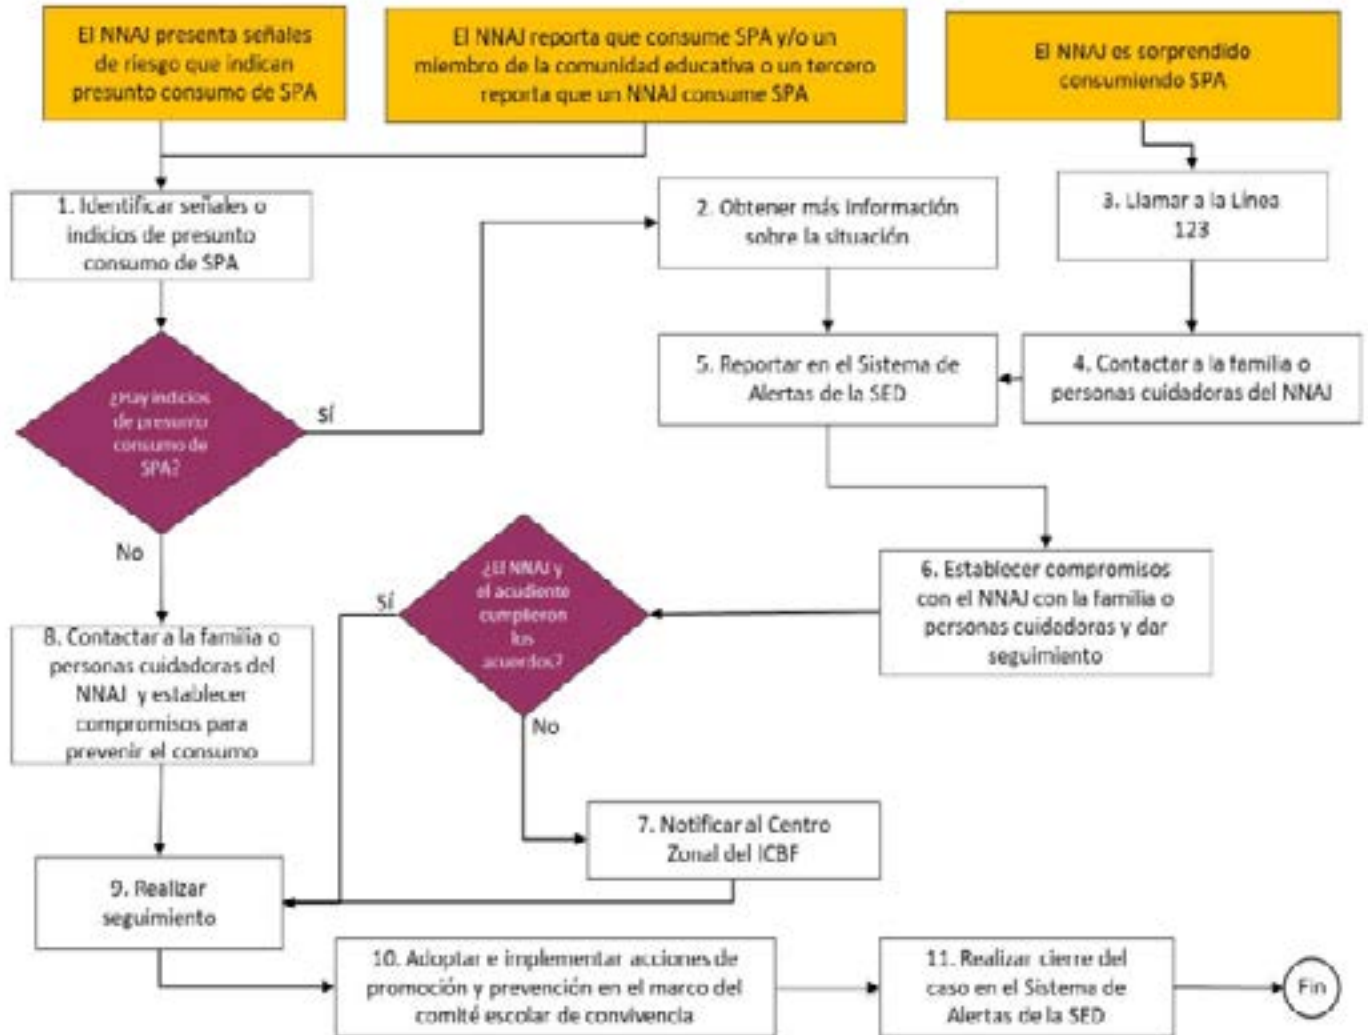 El NNAJ presenta señales
de riesgo que indican
presunto consumo de SPA
El NNAJ reporta que consume SPA y/o un
miembro de la comunidad educativa o un tercero
reporta que un NNAJ consume SPA
El NNAJ es sorprendido
consumiendo SPA
1. Identificar señales o
indicios de presunto
consumo de SPA
2. Obtener más información
sobre la situación
3. Llamar a la Línea
123
¿Hay indicios
de presunto
consumo de
SPA?
Sí
5. Reportar en el Sistema de
Alertas de la SED
4. Contactar a la familia o
personas cuidadoras del NNAJ
No
¿El NNAJ y
el acudiente
cumplieron
los
acuerdos?
Sí
6. Establecer compromisos
con el NNAJ con la familia o
personas cuidadoras y dar
seguimiento
8. Contactar a la familia o
personas cuidadoras del
NNAJ y establecer
compromisos para
prevenir el consumo
No
7. Notificar al Centro
Zonal del ICBF
9. Realizar
seguimiento
10. Adoptar e implementar acciones de
promoción y prevención en el marco del
comité escolar de convivencia
11. Realizar cierre del
caso en el Sistema de
Alertas de la SED
Fin